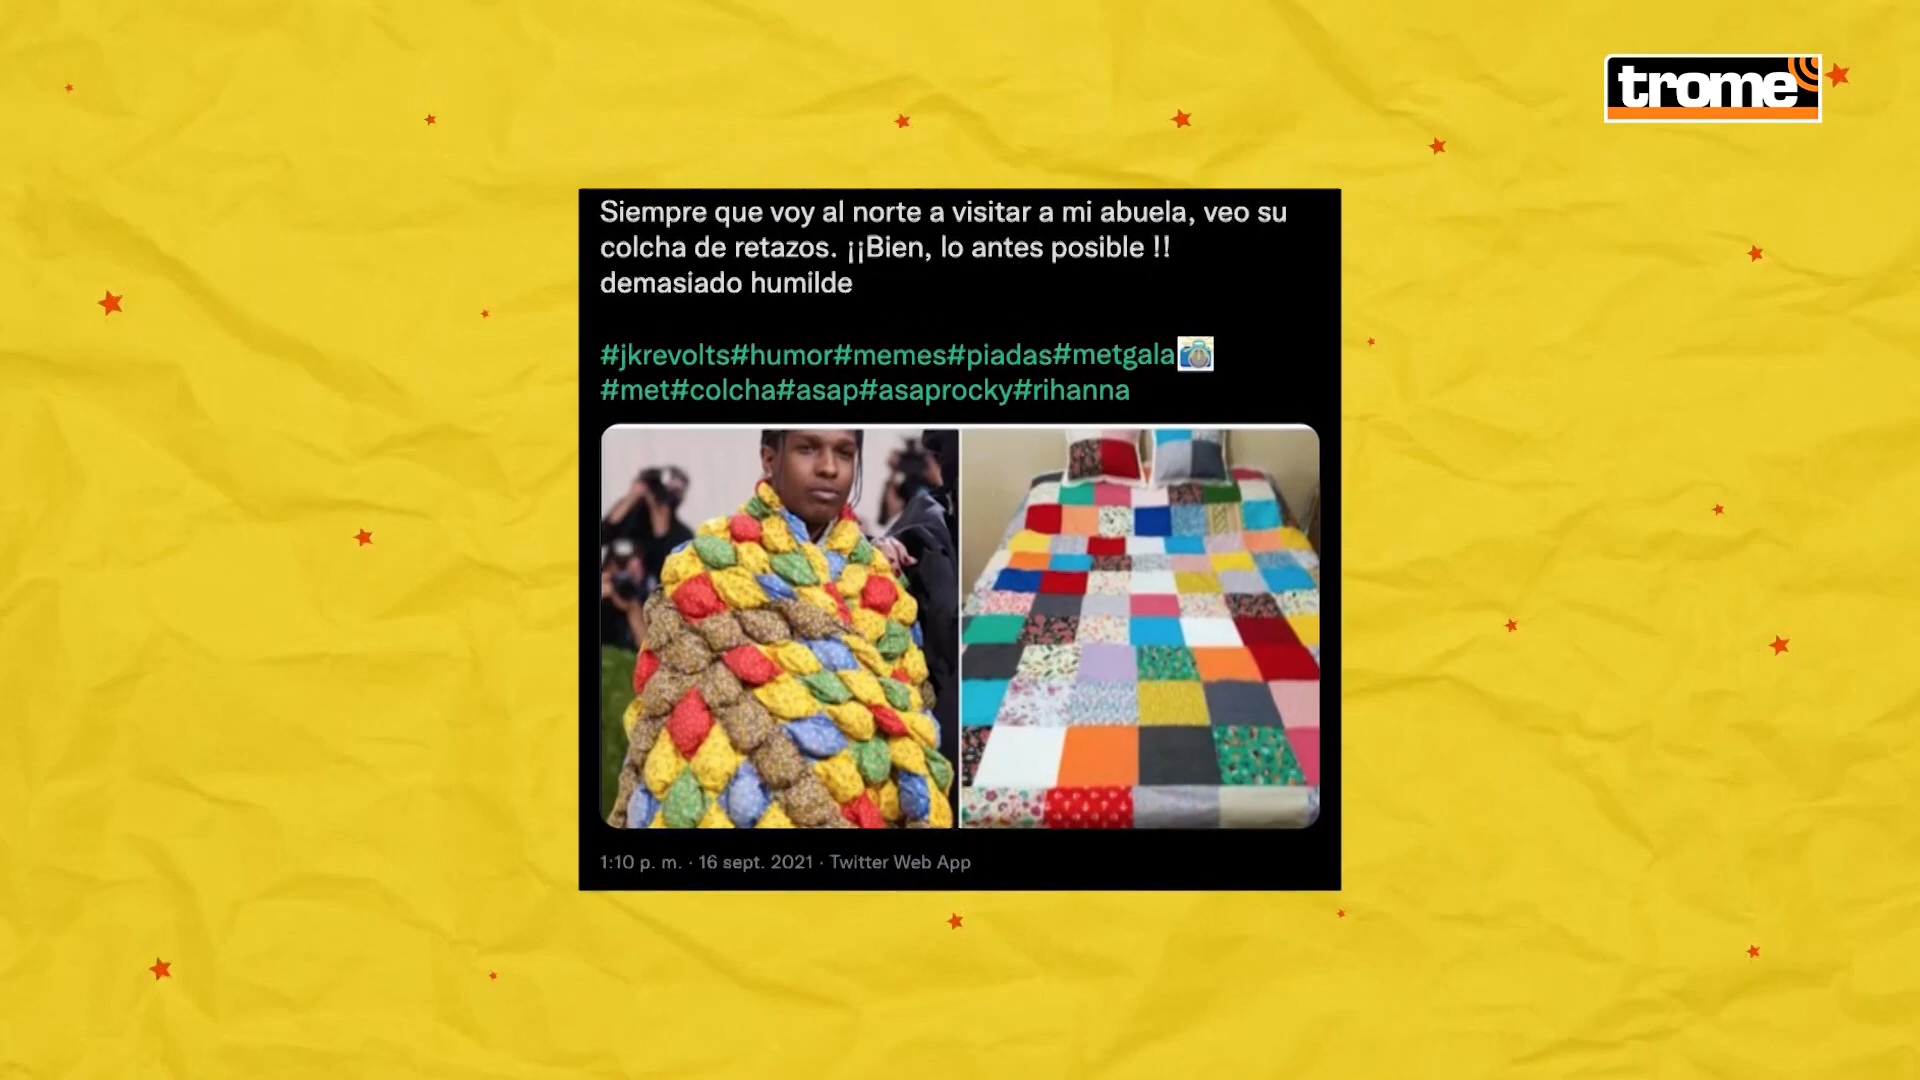 trome
Siempre que voy al norte a visitar a mi abuela, veo su
colcha de retazos. ¡¡Bien, lo antes posible !!
demasiado humilde
#jkrevolts#humor#memes#piadas#metgala
#met#colcha#asap#asaprocky#rihanna
1:10 p. m. · 16 sept. 2021 · Twitter Web App